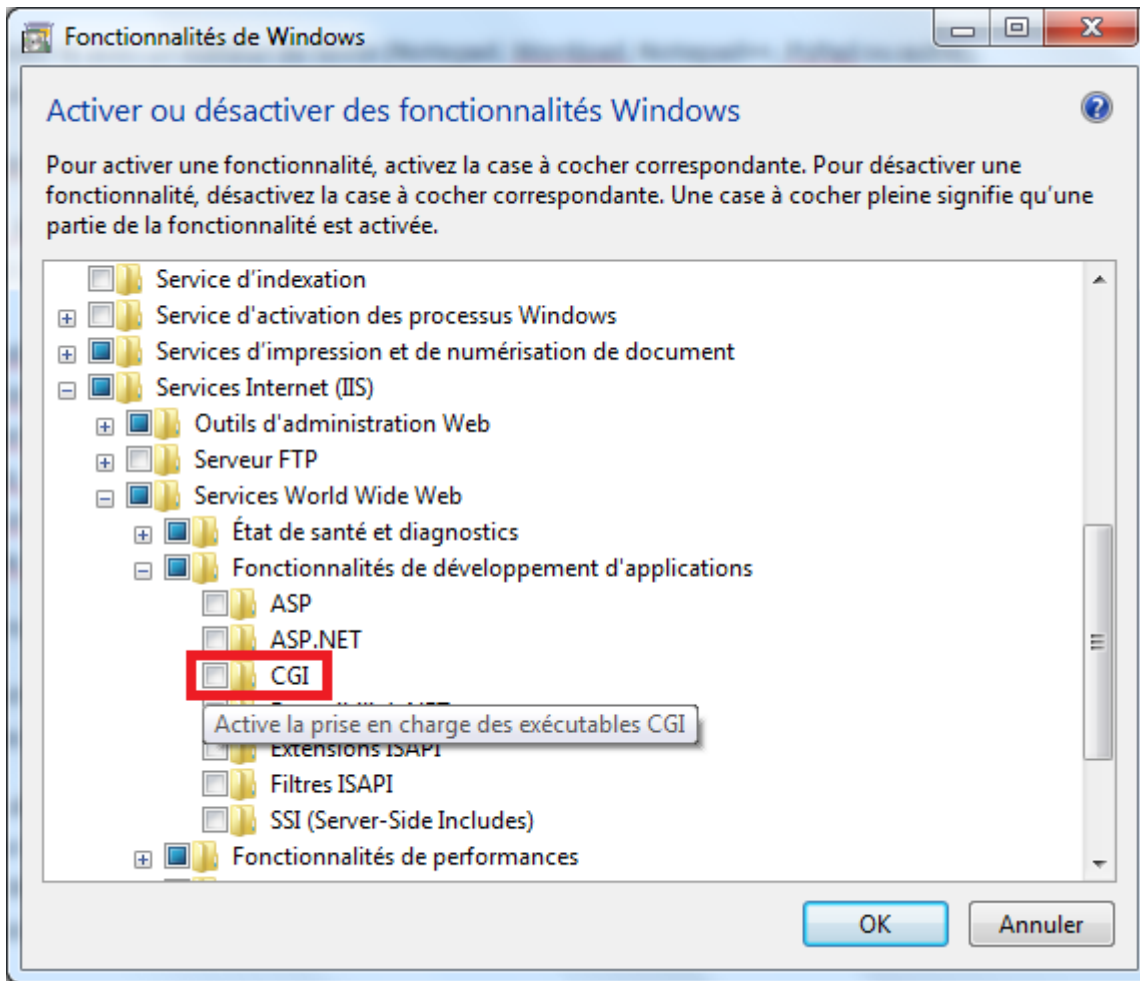 Fonctionnalités de Windows
Activer ou désactiver des fonctionnalités Windows
Pour activer une fonctionnalité, activez la case à cocher correspondante. Pour désactiver une
fonctionnalité, désactivez la case à cocher correspondante. Une case à cocher pleine signifie qu'une
partie de la fonctionnalité est activée.
Service d'indexation
Service d'activation des processus Windows
Services d'impression et de numérisation de document
Services Internet (IIS)
Outils d'administration Web
Serveur FTP
Services World Wide Web
État de santé et diagnostics
Fonctionnalités de développement d'applications
ASP
ASP.NET
CGI
Active la prise en charge des exécutables CGI
Extensions ISAPI
Filtres ISAPI
SSI (Server-Side Includes)
Fonctionnalités de performances
OK
Annuler